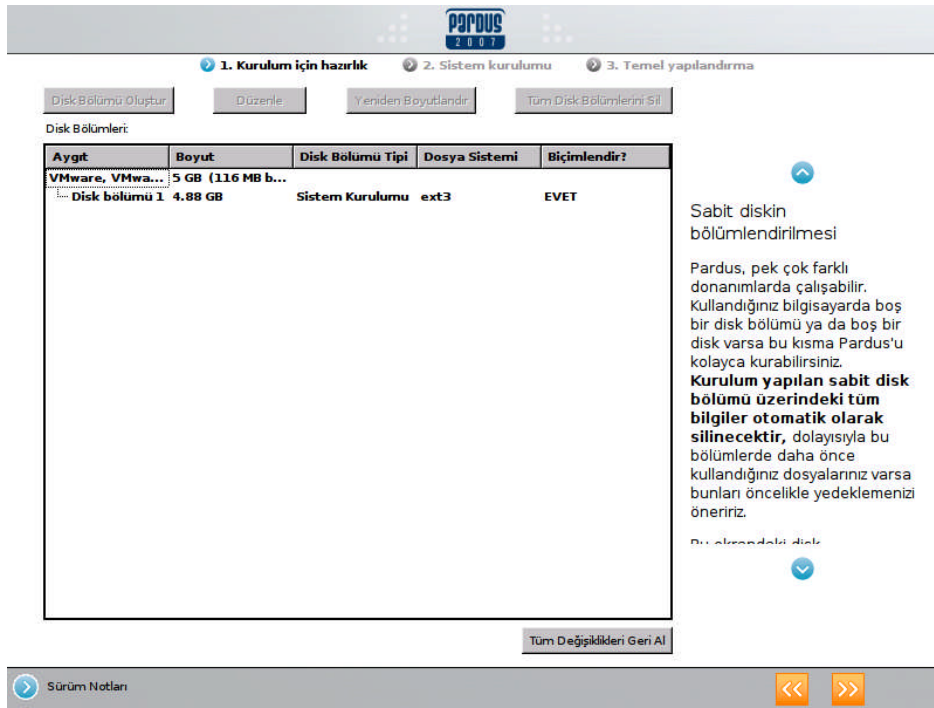 PARDUS
2007
1. Kurulum için hazırlık 2. Sistem kurulumu 3. Temel yapılandırma
Disk Bölümü Oluştur Düzenle Yeniden Boyutlandır Tüm Disk Bölümlerini Sil
Disk Bölümleri:
Aygıt Boyut Disk Bölümü Tipi Dosya Sistemi Biçimlendir?
VMware, VMwa... 5 GB (116 MB b...
Disk bölümü 1 4.88 GB Sistem Kurulumu ext3 EVET
Sabit diskin
bölümlendirilmesi
Pardus, pek çok farklı
donanımlarda çalışabilir.
Kullandığınız bilgisayarda boş
bir disk bölümü ya da boş bir
disk varsa bu kısma Pardus'u
kolayca kurabilirsiniz.
Kurulum yapılan sabit disk
bölümü üzerindeki tüm
bilgiler otomatik olarak
silinecektir, dolayısıyla bu
bölümlerde daha önce
kullandığınız dosyalarınız varsa
bunları öncelikle yedeklemenizi
öneririz.
Bu ekrandaki disk
Tüm Değişiklikleri Geri Al
Sürüm Notları